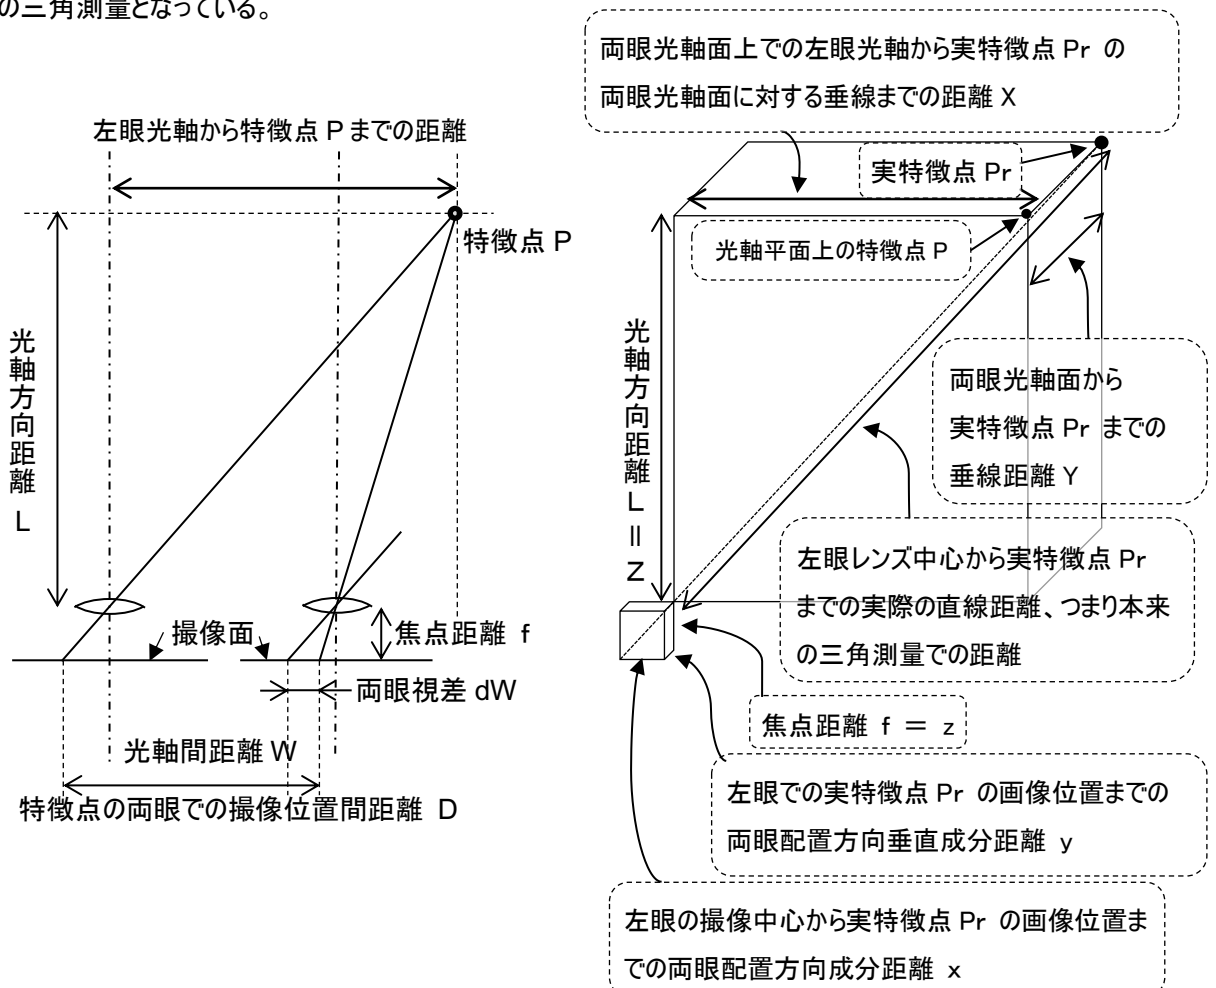 の三角測量となっている。
左眼光軸から特徴点 P までの距離
特徴点 P
光軸方向距離 L
撮像面
焦点距離 f
両眼視差 dW
光軸間距離 W
特徴点の両眼での撮像位置間距離 D
両眼光軸面上での左眼光軸から実特徴点 Pr の
両眼光軸面に対する垂線までの距離 X
実特徴点 Pr
光軸平面上の特徴点 P
光軸方向距離 L = Z
両眼光軸面から
実特徴点 Pr までの
垂線距離 Y
左眼レンズ中心から実特徴点 Pr
までの実際の直線距離、つまり本来
の三角測量での距離
焦点距離 f = z
左眼での実特徴点 Pr の画像位置までの
両眼配置方向垂直成分距離 y
左眼の撮像中心から実特徴点 Pr の画像位置ま
での両眼配置方向成分距離 x